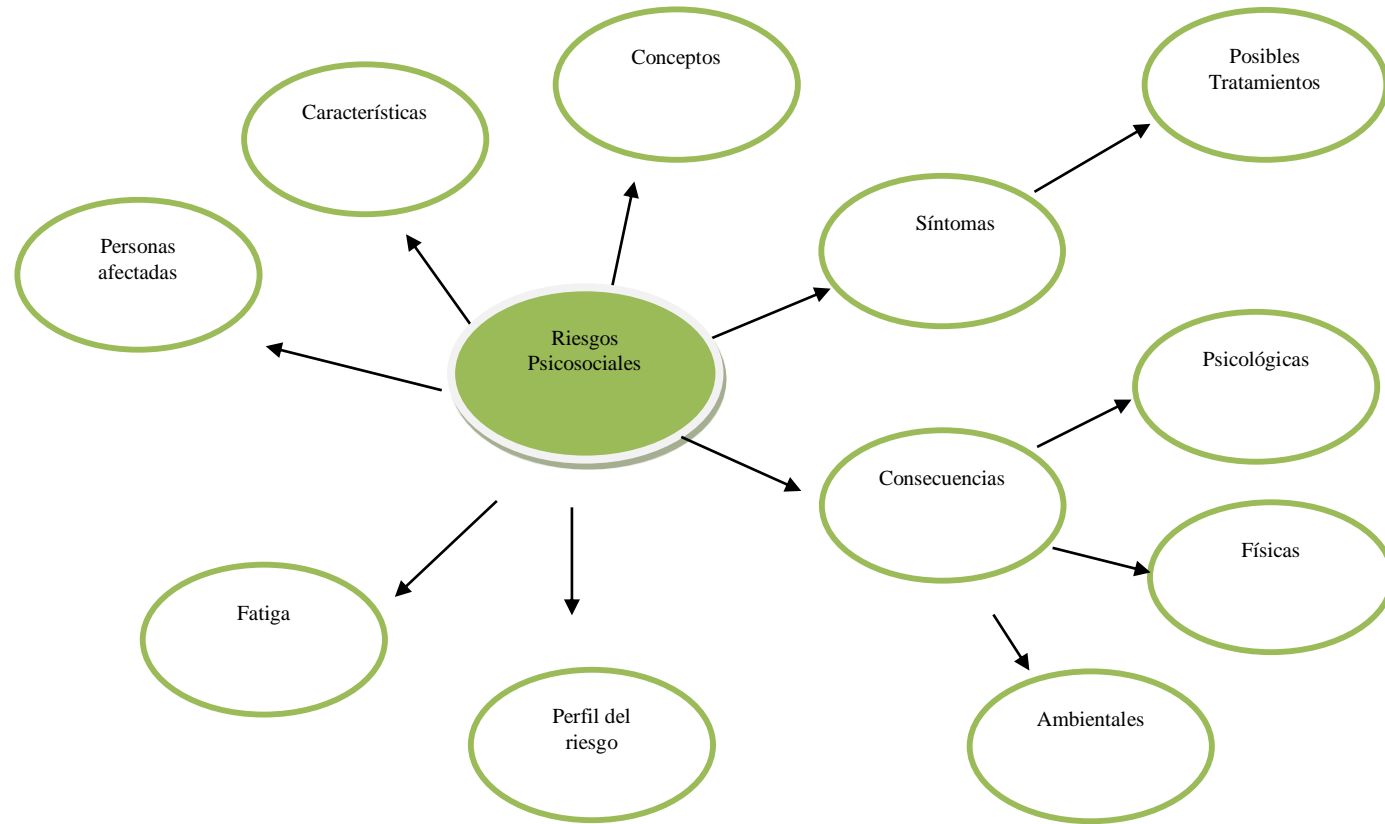 Conceptos
Posibles
Tratamientos
Características
Síntomas
Personas
afectadas
Riesgos
Psicosociales
Psicológicas
Consecuencias
Físicas
Fatiga
Perfil del
riesgo
Ambientales